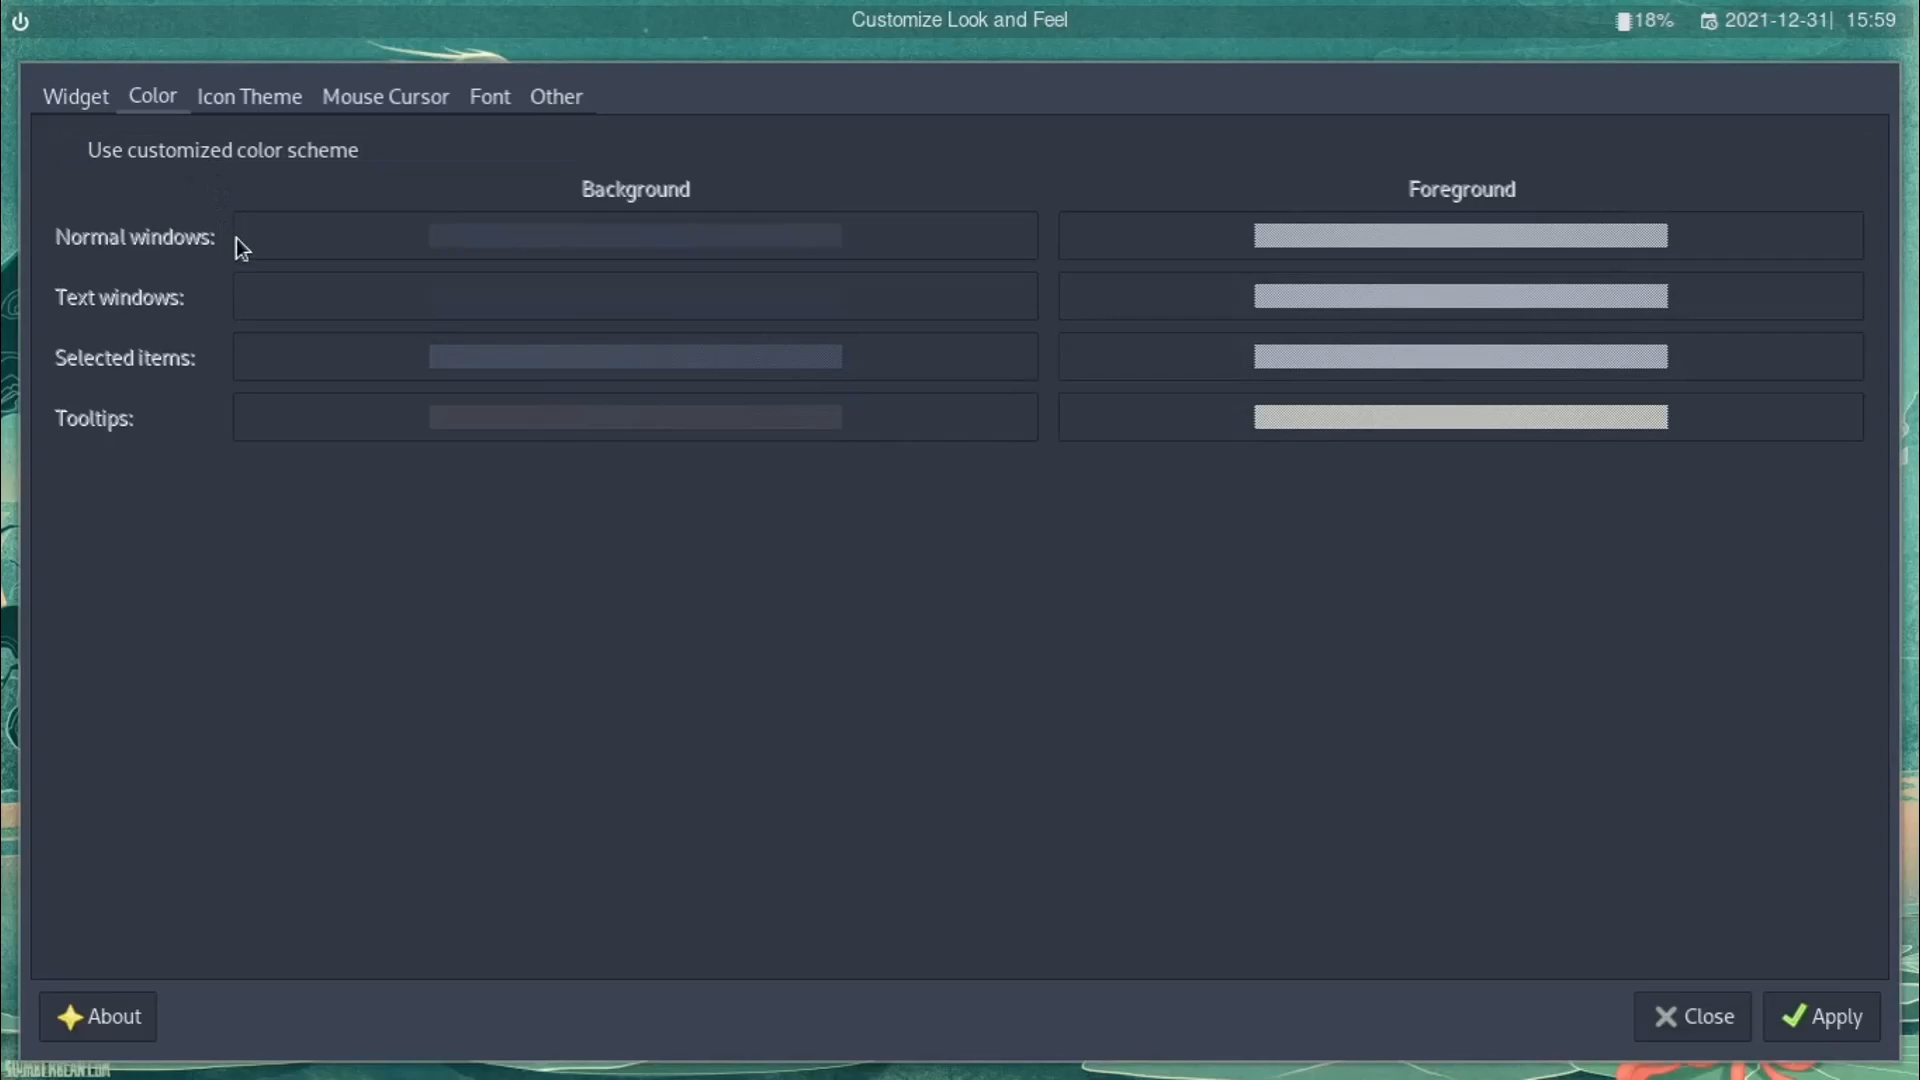 Customize Look and Feel
18% 2021-12-31| 15:59
Widget Color Icon Theme Mouse Cursor Font Other
Use customized color scheme
Background Foreground
Normal windows:
Text windows:
Selected items:
Tooltips:
About Close Apply